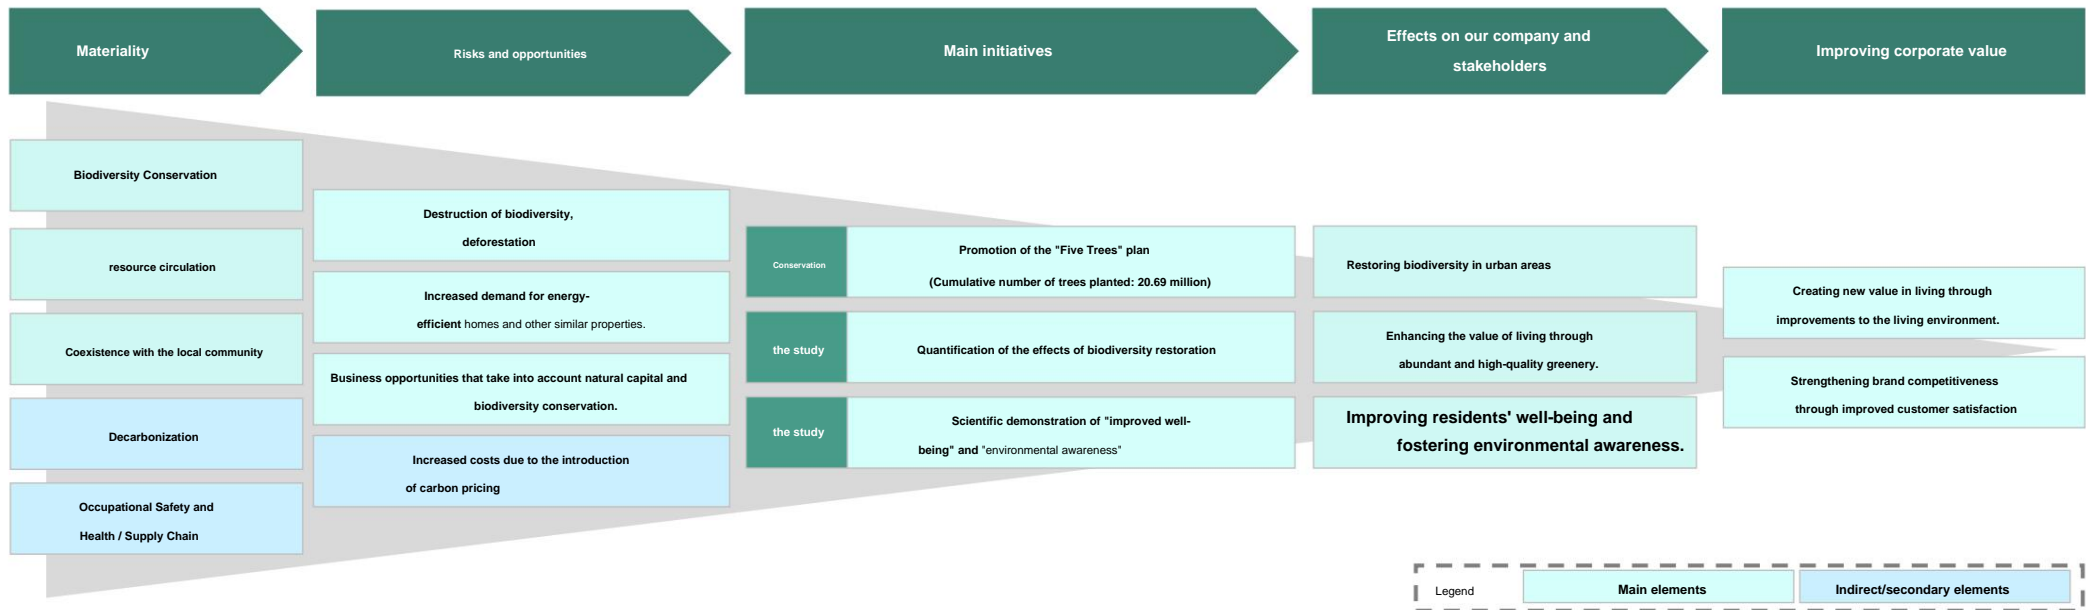 Materiality
Risks and opportunities
Main initiatives
Effects on our company and
stakeholders
Improving corporate value
Biodiversity Conservation
resource circulation
Coexistence with the local community
Decarbonization
Occupational Safety and
Health / Supply Chain
Destruction of biodiversity,
deforestation
Increased demand for energy-
efficient homes and other similar properties.
Business opportunities that take into account natural capital and
biodiversity conservation.
Increased costs due to the introduction
of carbon pricing
Conservation
Promotion of the "Five Trees" plan
(Cumulative number of trees planted: 20.69 million)
the study
Quantification of the effects of biodiversity restoration
the study
Scientific demonstration of "improved well-
being" and "environmental awareness"
Restoring biodiversity in urban areas
Enhancing the value of living through
abundant and high-quality greenery.
Improving residents' well-being and
fostering environmental awareness.
Creating new value in living through
improvements to the living environment.
Strengthening brand competitiveness
through improved customer satisfaction
Legend
Main elements
Indirect/secondary elements